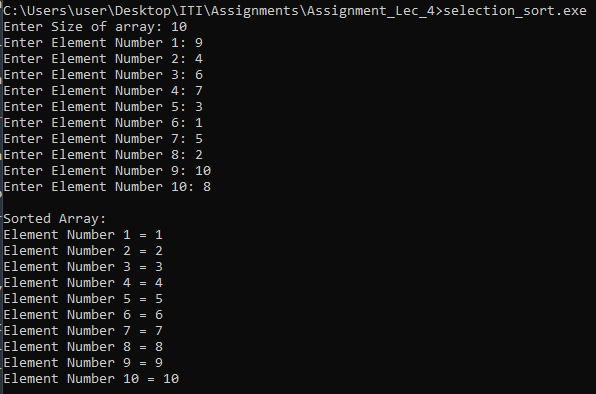 C:\Users\user\Desktop\ITI\Assignments\Assignment_Lec_4>selection_sort.exe
Enter Size of array: 10
Enter Element Number 1: 9
Enter Element Number 2: 4
Enter Element Number 3: 6
Enter Element Number 4: 7
Enter Element Number 5: 3
Enter Element Number 6: 1
Enter Element Number 7: 5
Enter Element Number 8: 2
Enter Element Number 9: 10
Enter Element Number 10: 8
Sorted Array:
Element Number 1 = 1
Element Number 2 = 2
Element Number 3 = 3
Element Number 4 = 4
Element Number 5 = 5
Element Number 6 = 6
Element Number 7 = 7
Element Number 8 = 8
Element Number 9 = 9
Element Number 10 = 10